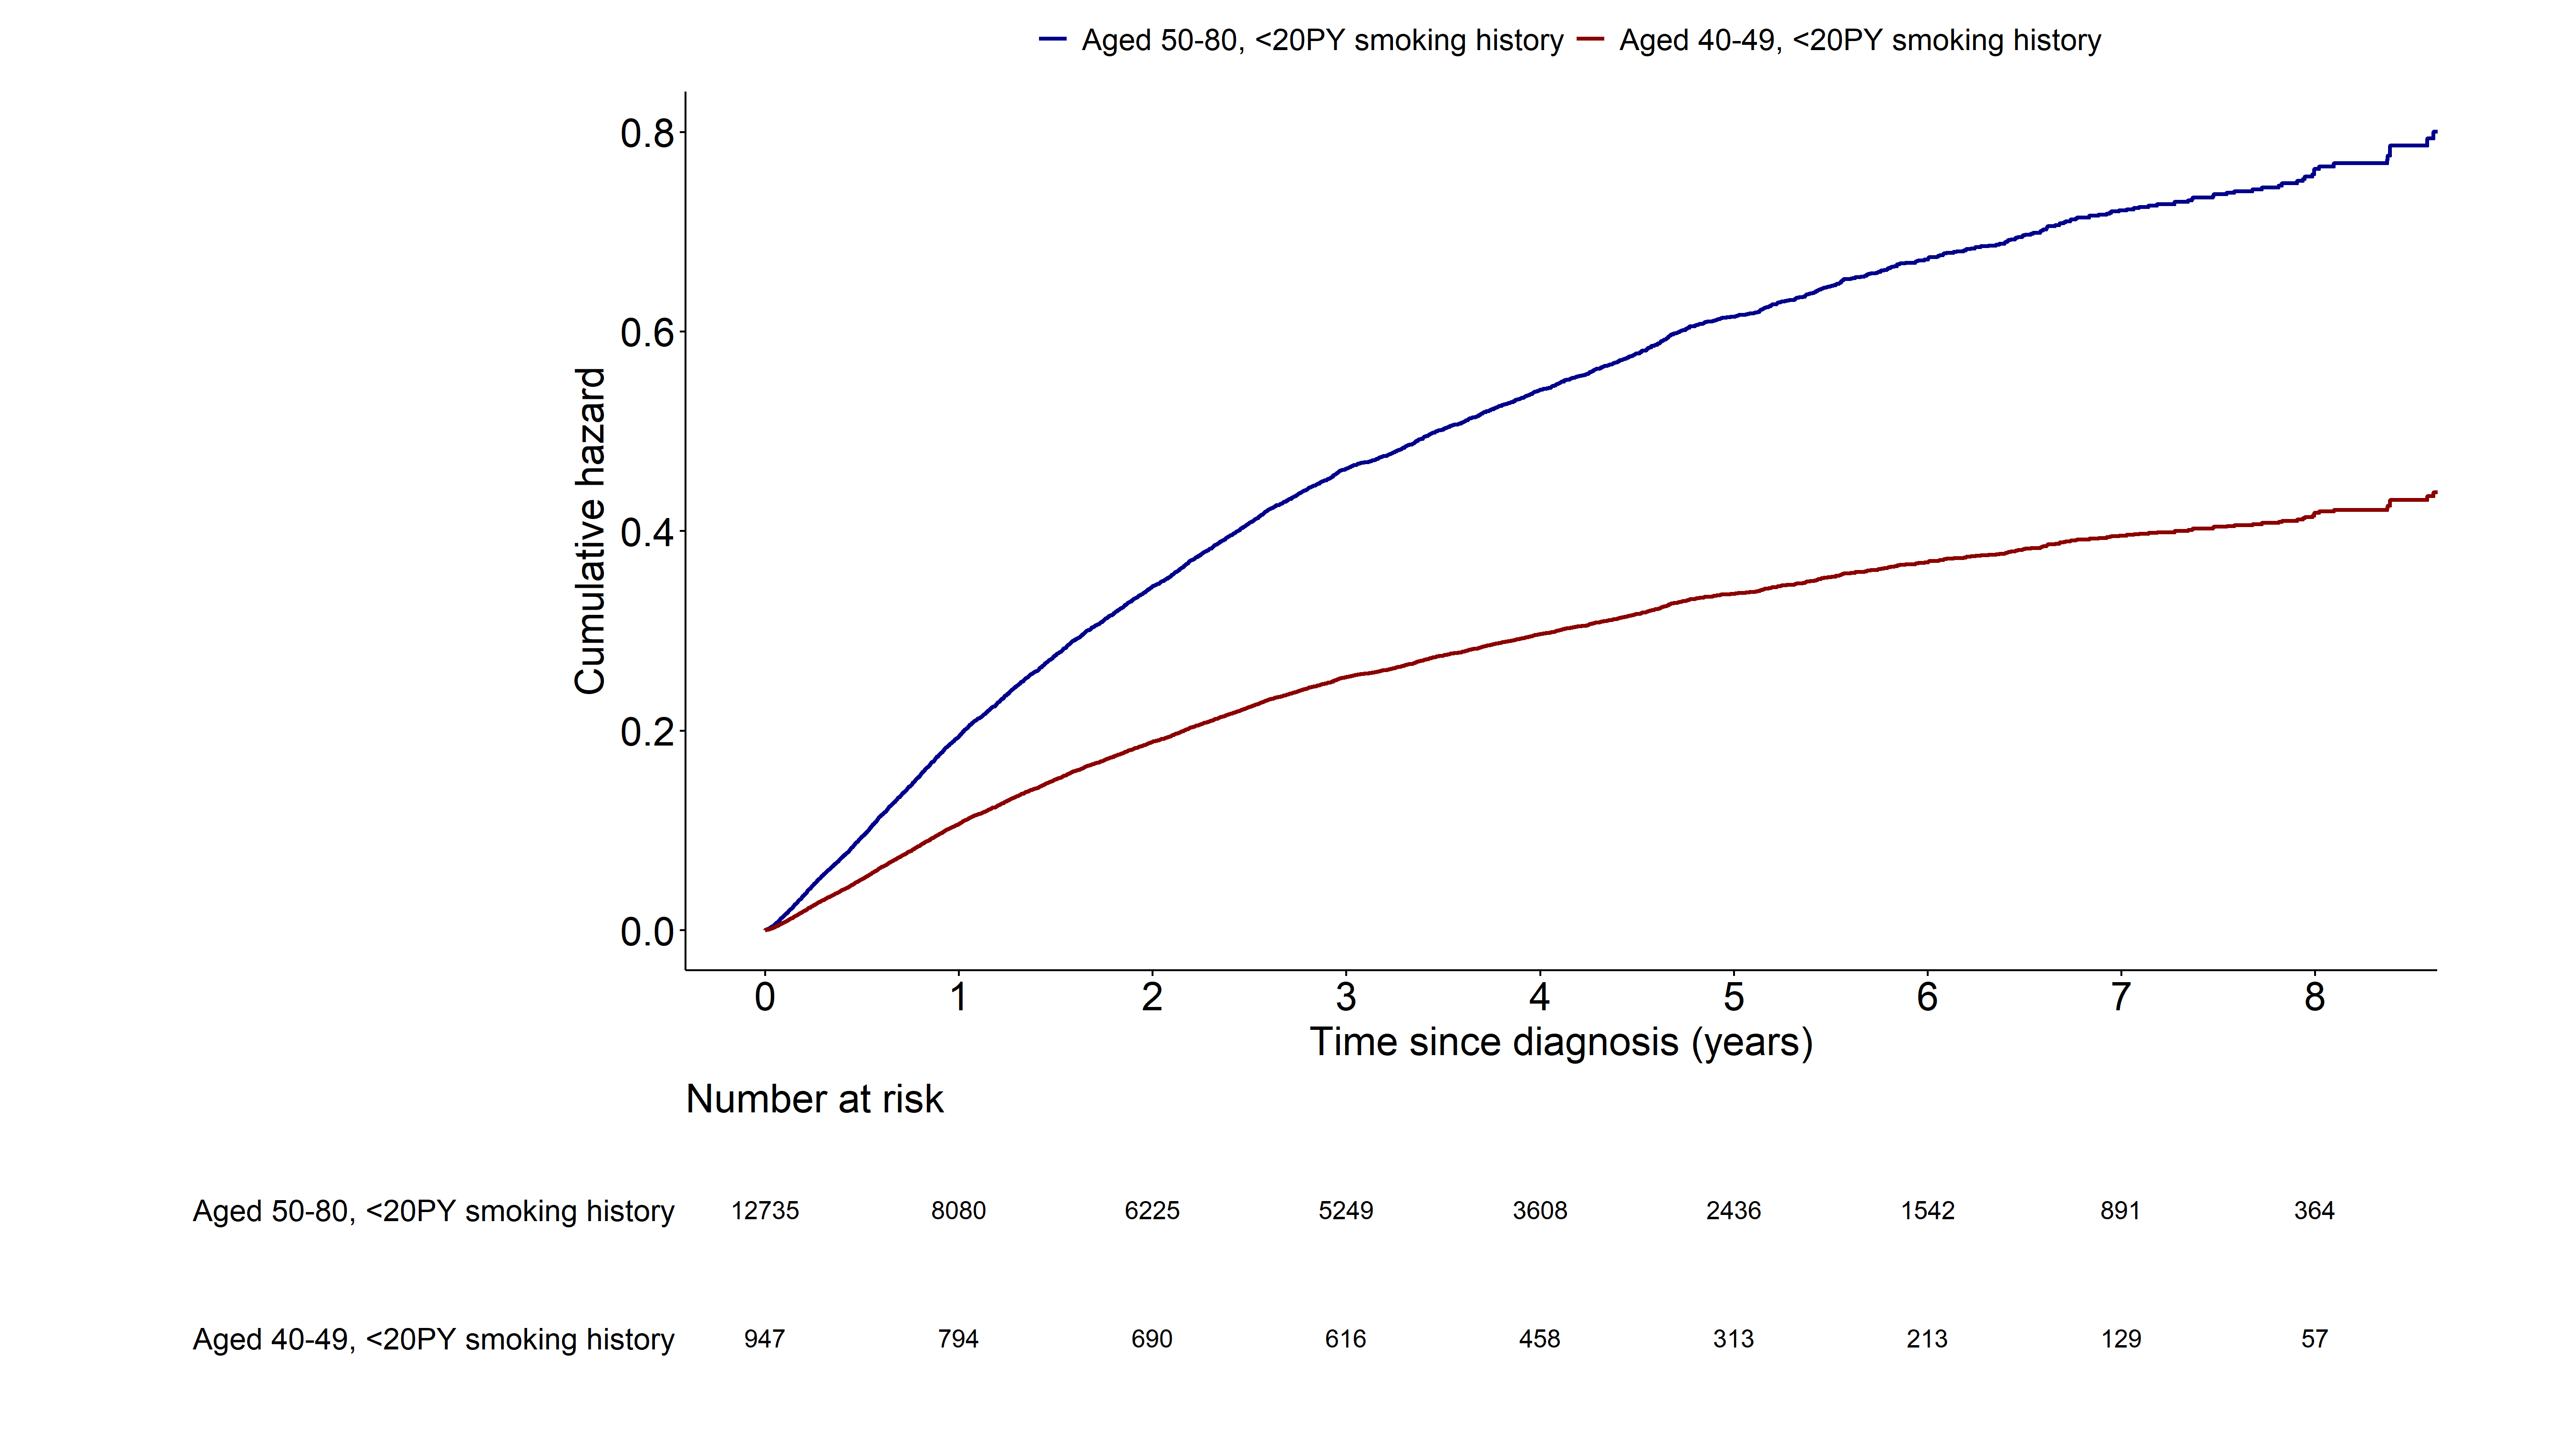 Aged 50-80, <20PY smoking history Aged 40-49, <20PY smoking history
0.8
0.6
0.4
0.2
0.0
Cumulative hazard
0 1 2 3 4 5 6 7 8
Time since diagnosis (years)
Number at risk
Aged 50-80, <20PY smoking history 12735 8080 6225 5249 3608 2436 1542 891 364
Aged 40-49, <20PY smoking history 947 794 690 616 458 313 213 129 57